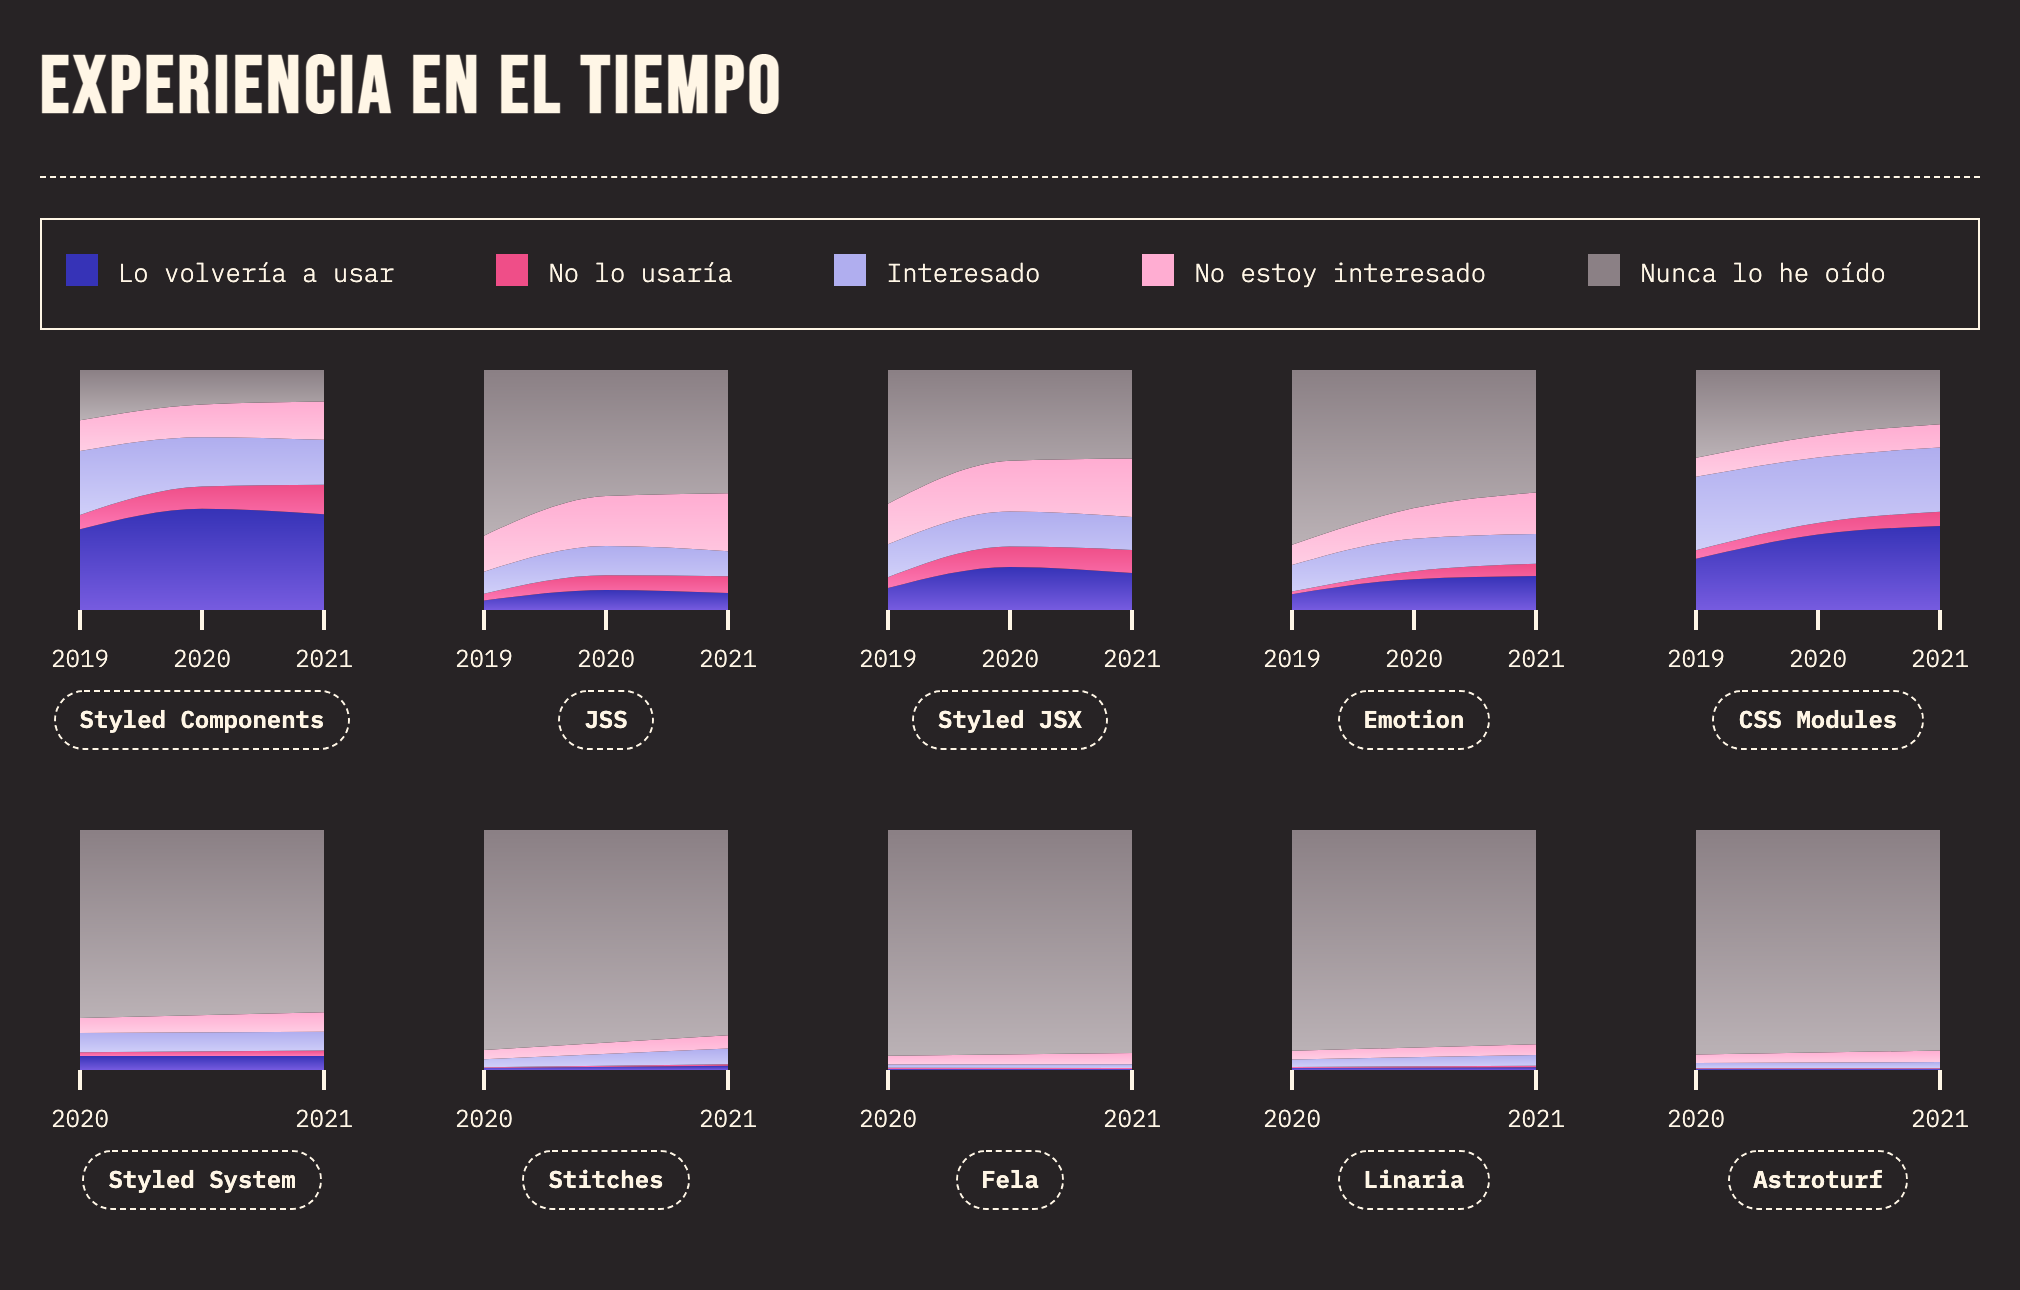 EXPERIENCIA EN EL TIEMPO
Lo volvería a usar No lo usaría Interesado No estoy interesado Nunca lo he oído
2019 2020 2021 2019 2020 2021 2019 2020 2021 2019 2020 2021 2019 2020 2021
Styled Components JSS Styled JSX Emotion CSS Modules
2020 2021 2020 2021 2020 2021 2020 2021 2020 2021
Styled System Stitches Fela Linaria Astroturf